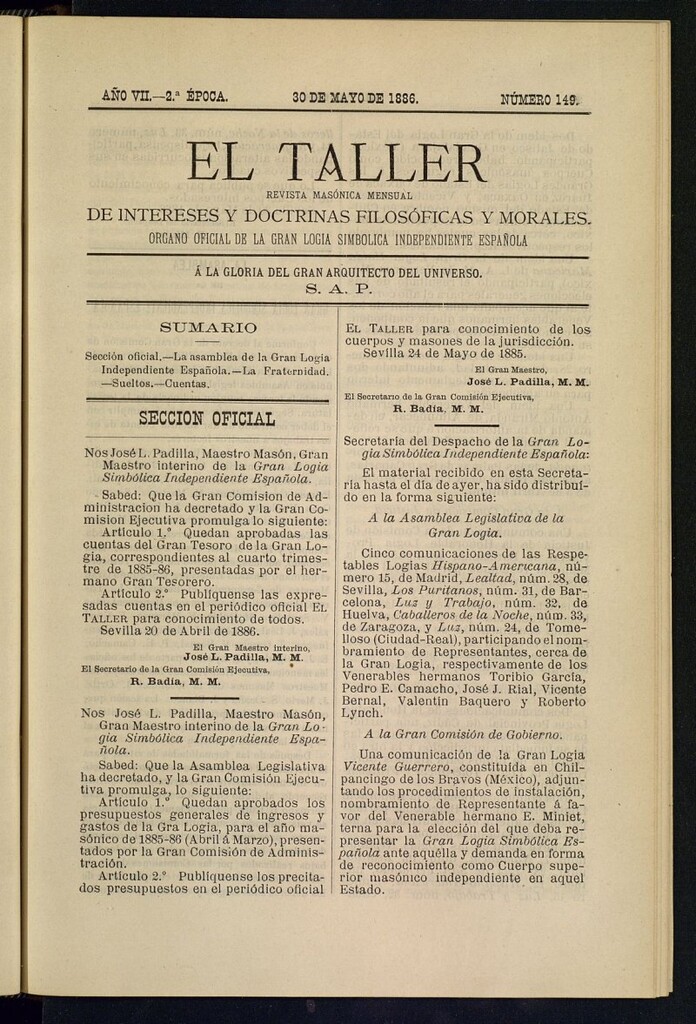 AÑO VII.—2.ª ÉPOCA. 30 DE MAYO DE 1886. NÚMERO 149.
EL TALLER
REVISTA MASÓNICA MENSUAL
DE INTERESES Y DOCTRINAS FILOSÓFICAS Y MORALES.
ORGANO OFICIAL DE LA GRAN LOGIA SIMBOLICA INDEPENDIENTE ESPAÑOLA
Á LA GLORIA DEL GRAN ARQUITECTO DEL UNIVERSO.
S. A. P.
SUMARIO
Sección oficial.—La asamblea de la Gran Logia
Independiente Española.—La Fraternidad.
—Sueltos.—Cuentas.
SECCION OFICIAL
Nos José L. Padilla, Maestro Masón, Gran
Maestro interino de la Gran Logia
Simbólica Independiente Española.
Sabed: Que la Gran Comision de Ad-
ministracion ha decretado y la Gran Co-
mision Ejecutiva promulga lo siguiente:
Articulo 1.º Quedan aprobadas las
cuentas del Gran Tesoro de la Gran Lo-
gia, correspondientes al cuarto trimes-
tre de 1885-86, presentadas por el her-
mano Gran Tesorero.
Artículo 2.º Publíquense las expre-
sadas cuentas en el periódico oficial EL
TALLER para conocimiento de todos.
Sevilla 20 de Abril de 1886.
El Gran Maestro interino,
José L. Padilla, M. M.
El Secretario de la Gran Comisión Ejecutiva,
R. Badía, M. M.
Nos José L. Padilla, Maestro Masón,
Gran Maestro interino de la Gran Lo-
gia Simbólica Independiente Espa-
ñola.
Sabed: Que la Asamblea Legislativa
ha decretado, y la Gran Comisión Ejecu-
tiva promulga, lo siguiente:
Artículo 1.º Quedan aprobados los
presupuestos generales de ingresos y
gastos de la Gra Logia, para el año ma-
sónico de 1885-86 (Abril á Marzo), presen-
tados por la Gran Comisión de Adminis-
tración.
Artículo 2.º Publíquense los precita-
dos presupuestos en el periódico oficial
EL TALLER para conocimiento de los
cuerpos y masones de la jurisdicción.
Sevilla 24 de Mayo de 1885.
El Gran Maestro,
José L. Padilla, M. M.
El Secretario de la Gran Comisión Ejecutiva,
R. Badía, M. M.
Secretaría del Despacho de la Gran Lo-
gia Simbólica Independiente Española:
El material recibido en esta Secreta-
ría hasta el día de ayer, ha sido distribuí-
do en la forma siguiente:
A la Asamblea Legislativa de la
Gran Logia.
Cinco comunicaciones de las Respe-
tables Logias Hispano-Americana, nú-
mero 15, de Madrid, Lealtad, núm. 28, de
Sevilla, Los Puritanos, núm. 31, de Bar-
celona, Luz y Trabajo, núm. 32, de
Huelva, Caballeros de la Noche, núm. 33,
de Zaragoza, y Luz, núm. 24, de Tome-
lloso (Ciudad-Real), participando el nom-
bramiento de Representantes, cerca de
la Gran Logia, respectivamente de los
Venerables hermanos Toribio García,
Pedro E. Camacho, José J. Rial, Vicente
Bernal, Valentín Baquero y Roberto
Lynch.
A la Gran Comisión de Gobierno.
Una comunicación de la Gran Logia
Vicente Guerrero, constituída en Chil-
pancingo de los Bravos (México), adjun-
tando los procedimientos de instalación,
nombramiento de Representante á fa-
vor del Venerable hermano E. Miniet,
terna para la elección del que deba re-
presentar la Gran Logia Simbólica Es-
pañola ante aquélla y demanda en forma
de reconocimiento como Cuerpo supe-
rior masónico independiente en aquel
Estado.